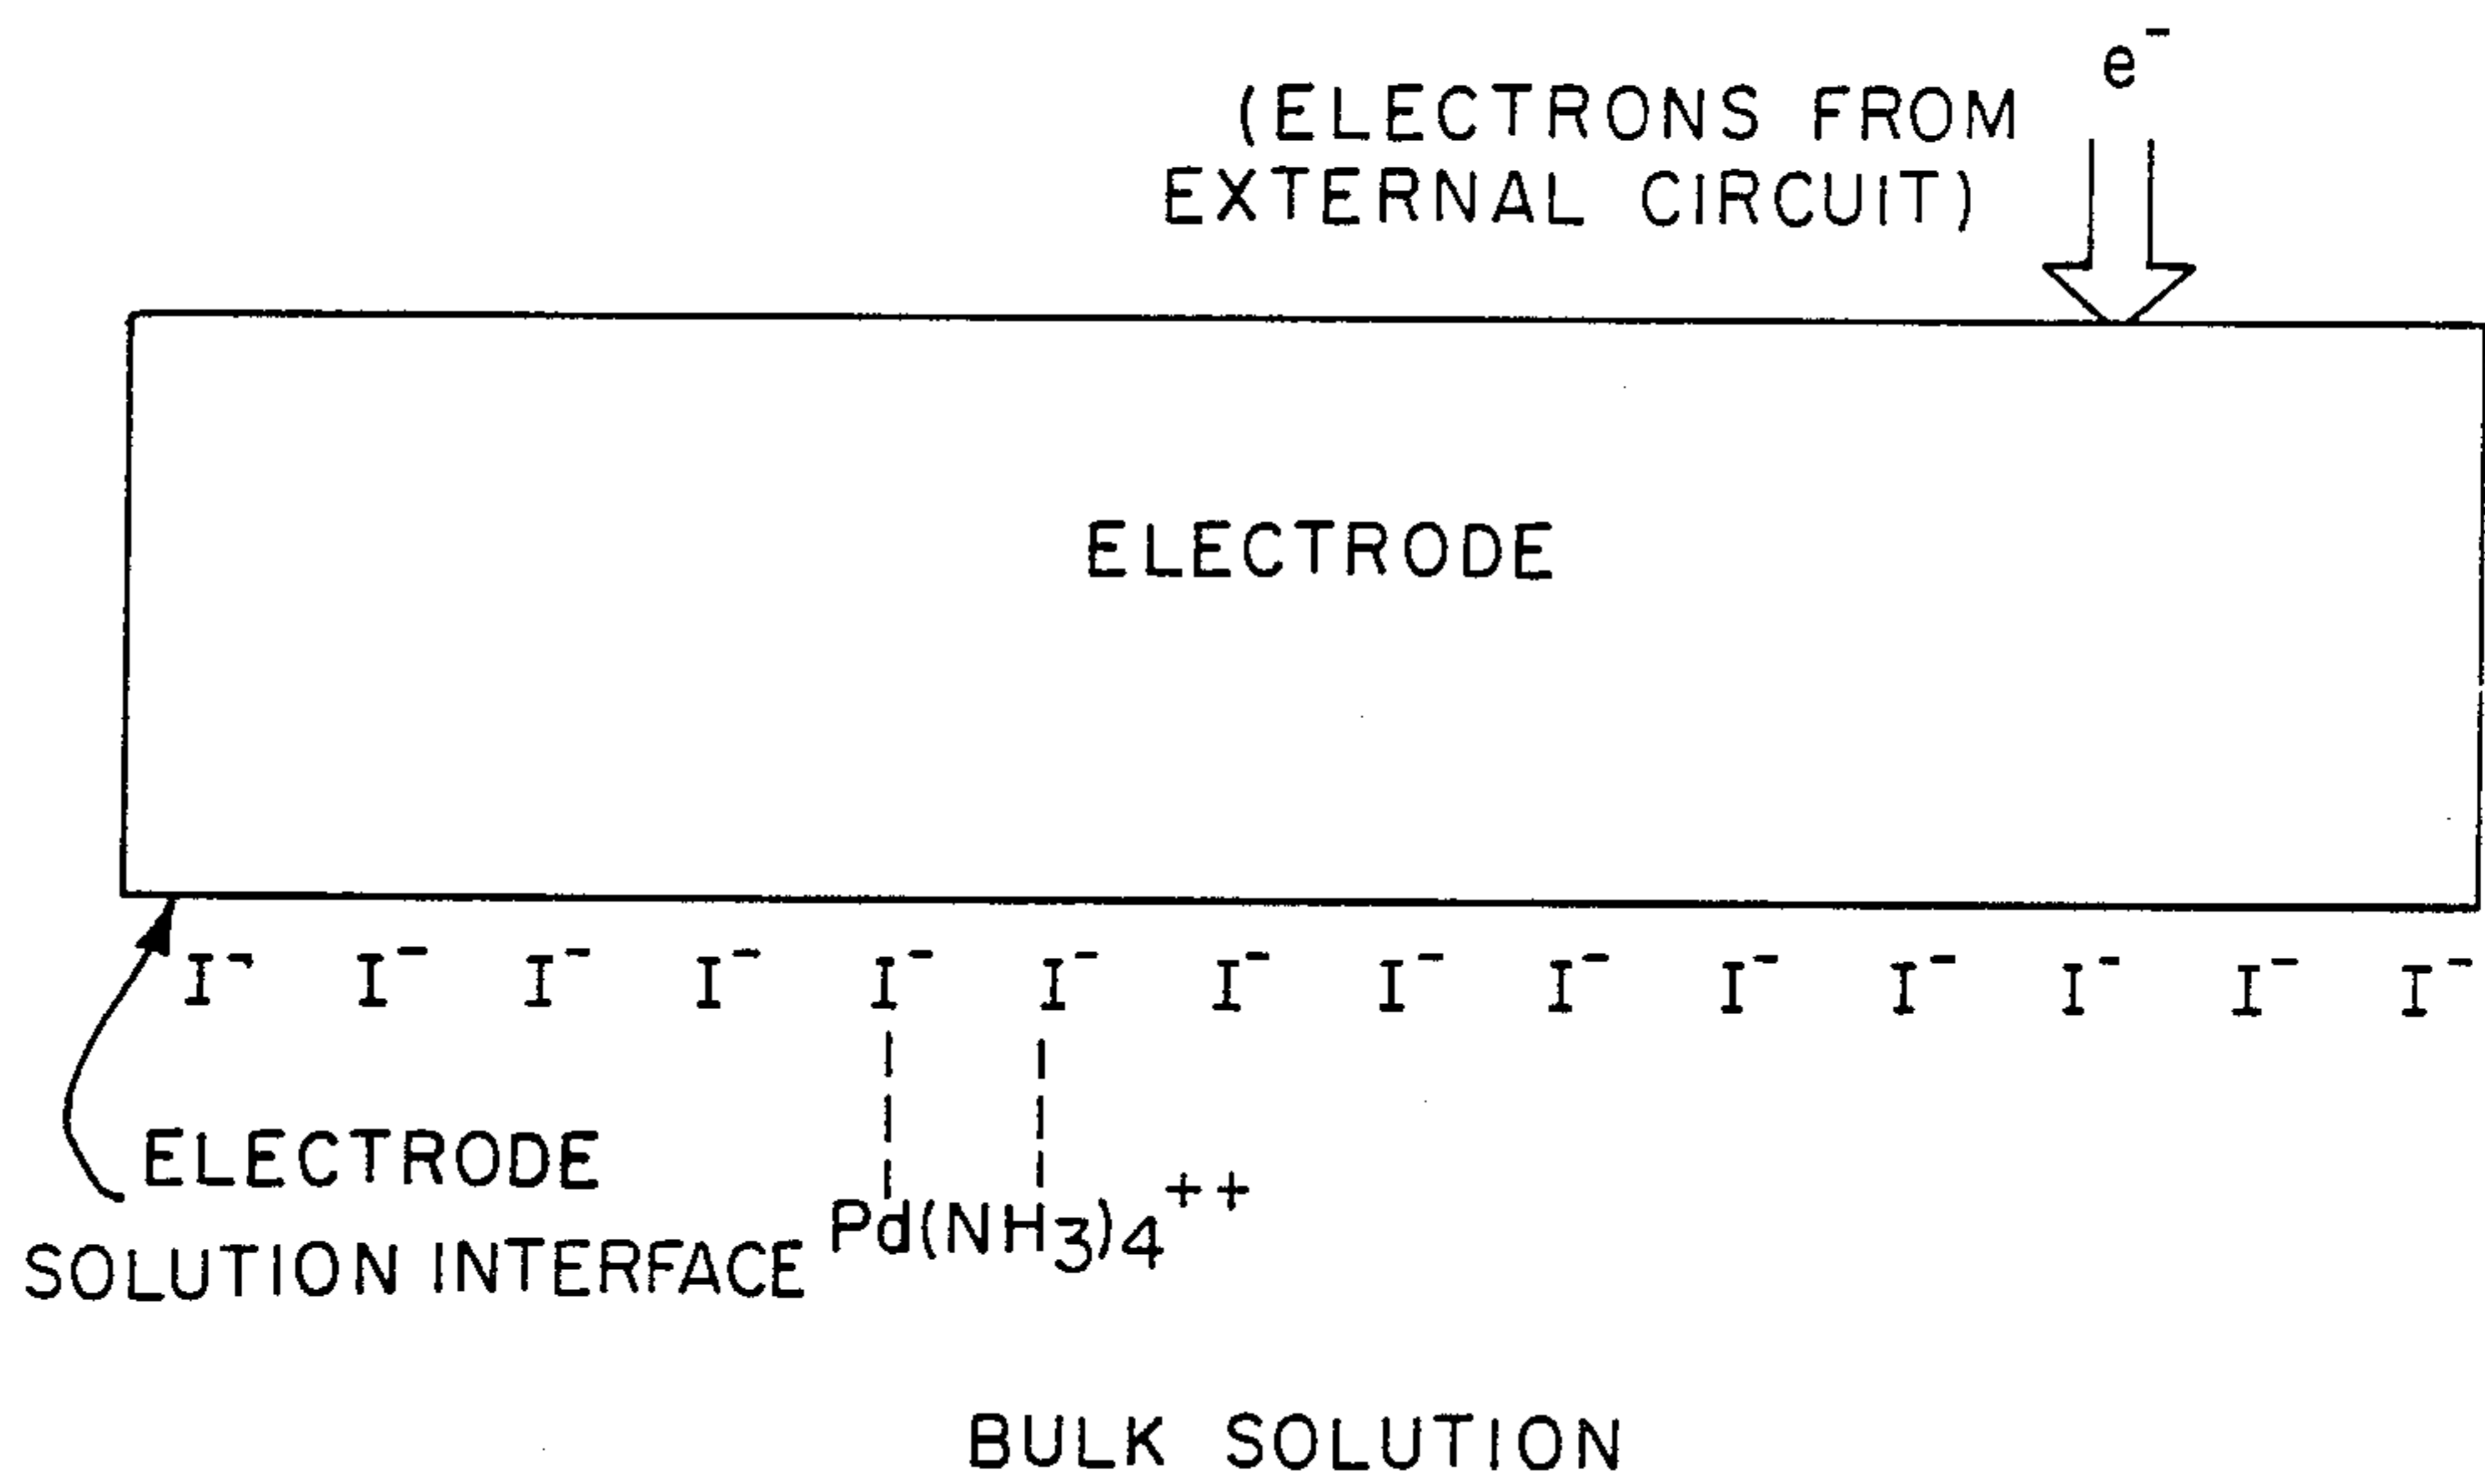 e⁻
(ELECTRONS FROM
EXTERNAL CIRCUIT)
ELECTRODE
I⁻ I⁻ I⁻ I⁻ I⁻ I⁻ I⁻ I⁻ I⁻ I⁻ I⁻ I⁻ I⁻ I⁻
ELECTRODE
SOLUTION INTERFACE
Pd(NH₃)₄⁺⁺
BULK SOLUTION